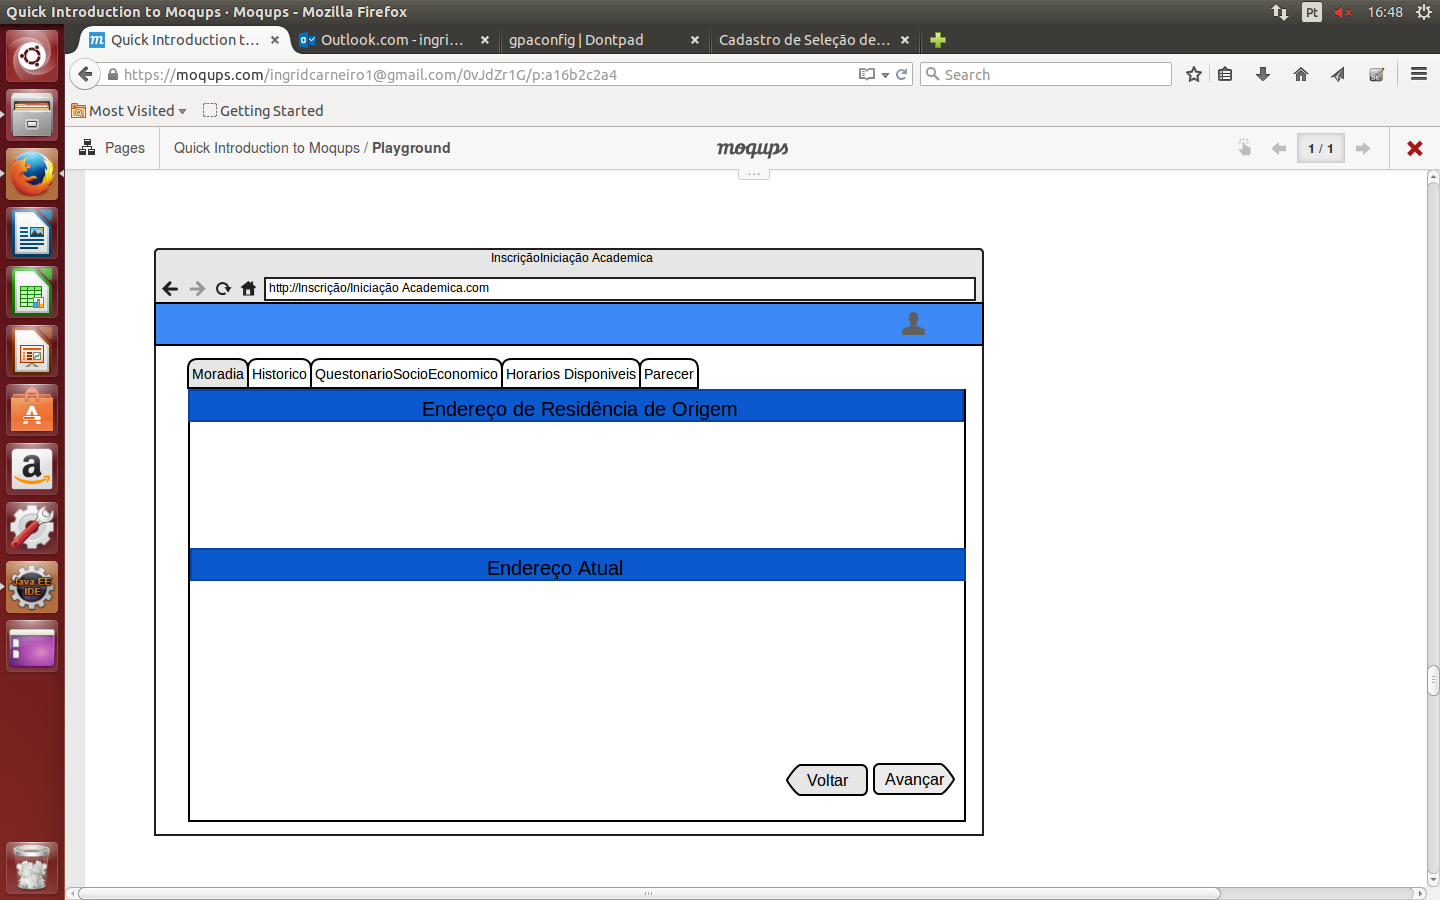 Quick Introduction to Moqups · Moqups - Mozilla Firefox
Pt
16:48
Quick Introduction t...
Outlook.com - ingri...
gpaconfig | Dontpad
Cadastro de Seleção de...
https://moqups.com/ingridcarneiro1@gmail.com/0vJdZr1G/p:a16b2c2a4
Search
Most Visited
Getting Started
Pages
Quick Introduction to Moqups / Playground
moqups
1 / 1
...
InscriçãoIniciação Academica
http://Inscrição/Iniciação Academica.com
Moradia
Historico
QuestonarioSocioEconomico
Horarios Disponiveis
Parecer
Endereço de Residência de Origem
Endereço Atual
Voltar
Avançar
Java EE
IDE